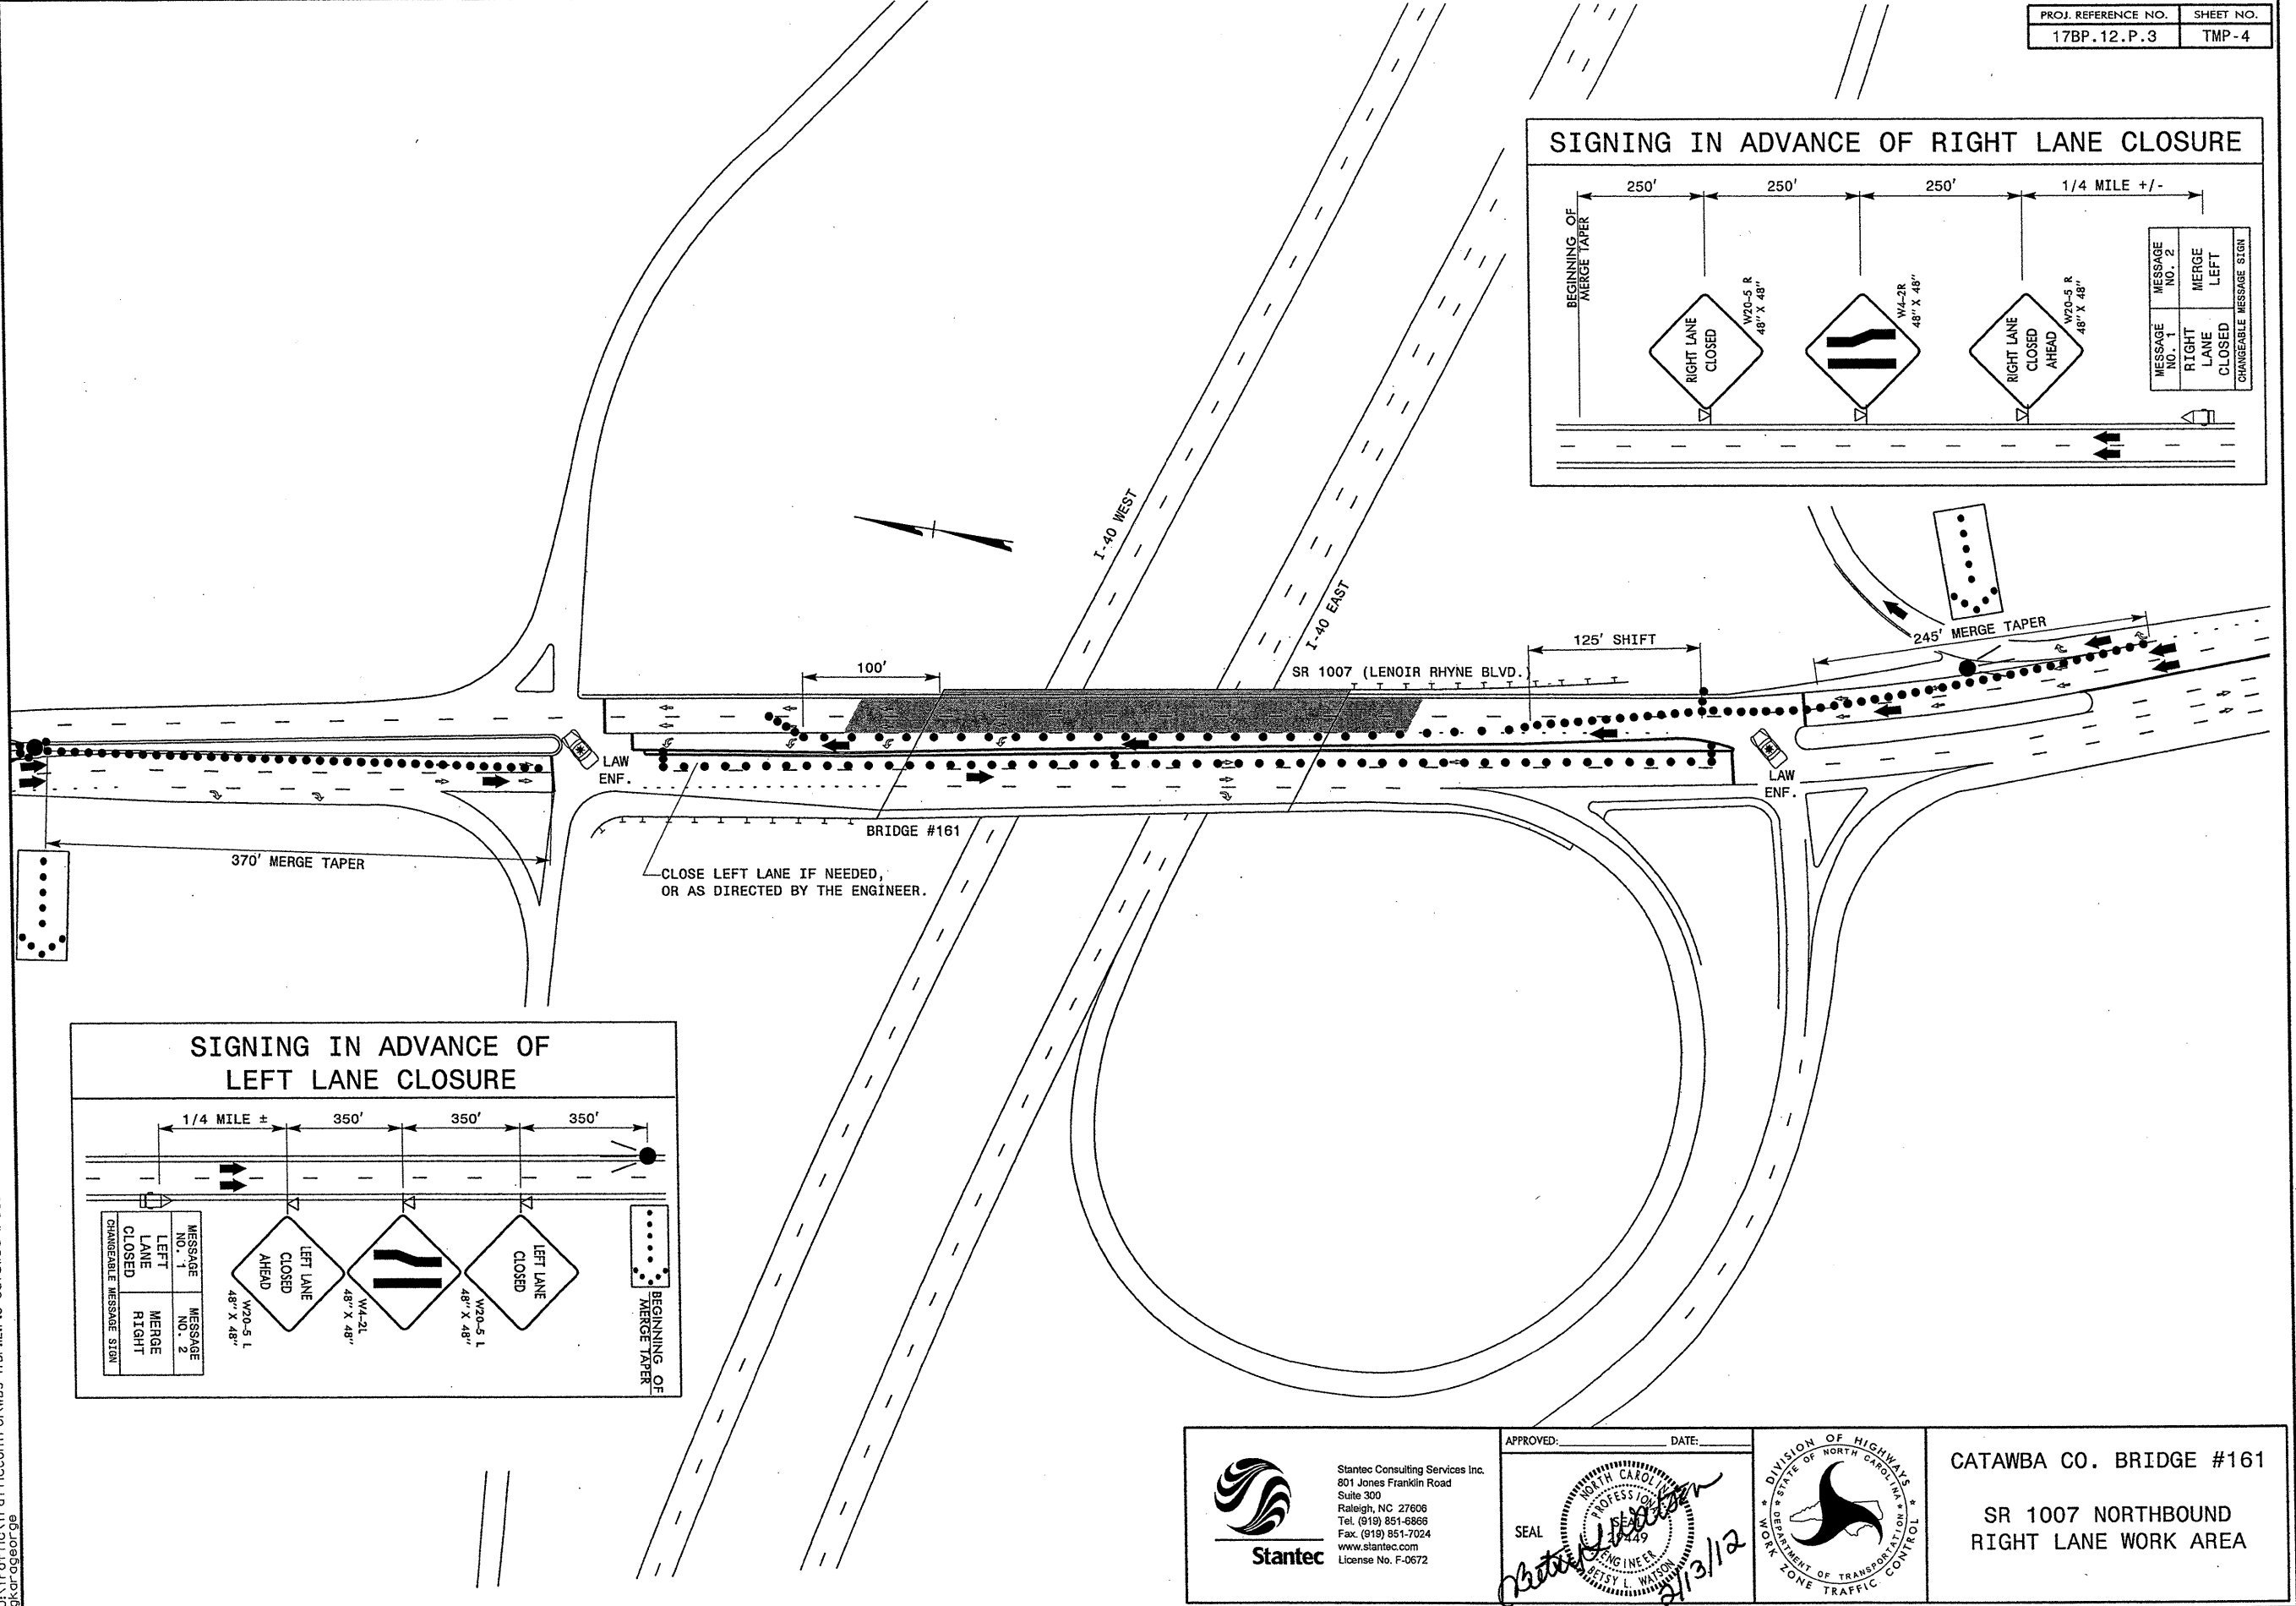 PROJ. REFERENCE NO.
SHEET NO.
17BP.12.P.3
TMP-4
SIGNING IN ADVANCE OF RIGHT LANE CLOSURE
250'
250'
250'
1/4 MILE +/-
BEGINNING OF
MERGE TAPER
RIGHT LANE
CLOSED
W20-5 R
48" X 48"
W4-2R
48" X 48"
RIGHT LANE
CLOSED
AHEAD
W20-5 R
48" X 48"
MESSAGE
NO. 1
MESSAGE
NO. 2
RIGHT
LANE
CLOSED
MERGE
LEFT
CHANGEABLE MESSAGE SIGN
I-40 WEST
I-40 EAST
SR 1007 (LENOIR RHYNE BLVD.)
125' SHIFT
245' MERGE TAPER
100'
LAW
ENF.
LAW
ENF.
BRIDGE #161
370' MERGE TAPER
CLOSE LEFT LANE IF NEEDED,
OR AS DIRECTED BY THE ENGINEER.
SIGNING IN ADVANCE OF
LEFT LANE CLOSURE
1/4 MILE ±
350'
350'
350'
MESSAGE
NO. 1
MESSAGE
NO. 2
LEFT
LANE
CLOSED
MERGE
RIGHT
CHANGEABLE MESSAGE SIGN
LEFT LANE
CLOSED
AHEAD
W20-5 L
48" X 48"
W4-2L
48" X 48"
LEFT LANE
CLOSED
W20-5 L
48" X 48"
BEGINNING OF
MERGE TAPER
gkarageorge
Stantec
Stantec Consulting Services Inc.
801 Jones Franklin Road
Suite 300
Raleigh, NC 27606
Tel. (919) 851-6866
Fax. (919) 851-7024
www.stantec.com
License No. F-0672
APPROVED:
DATE:
SEAL
NORTH CAROLINA
PROFESSIONAL
SEAL
29449
ENGINEER
BETSY L. WATSON
Betsy L. Watson
2/13/12
DIVISION OF HIGHWAYS
STATE OF NORTH CAROLINA
DEPARTMENT OF TRANSPORTATION
WORK ZONE TRAFFIC CONTROL
CATAWBA CO. BRIDGE #161
SR 1007 NORTHBOUND
RIGHT LANE WORK AREA